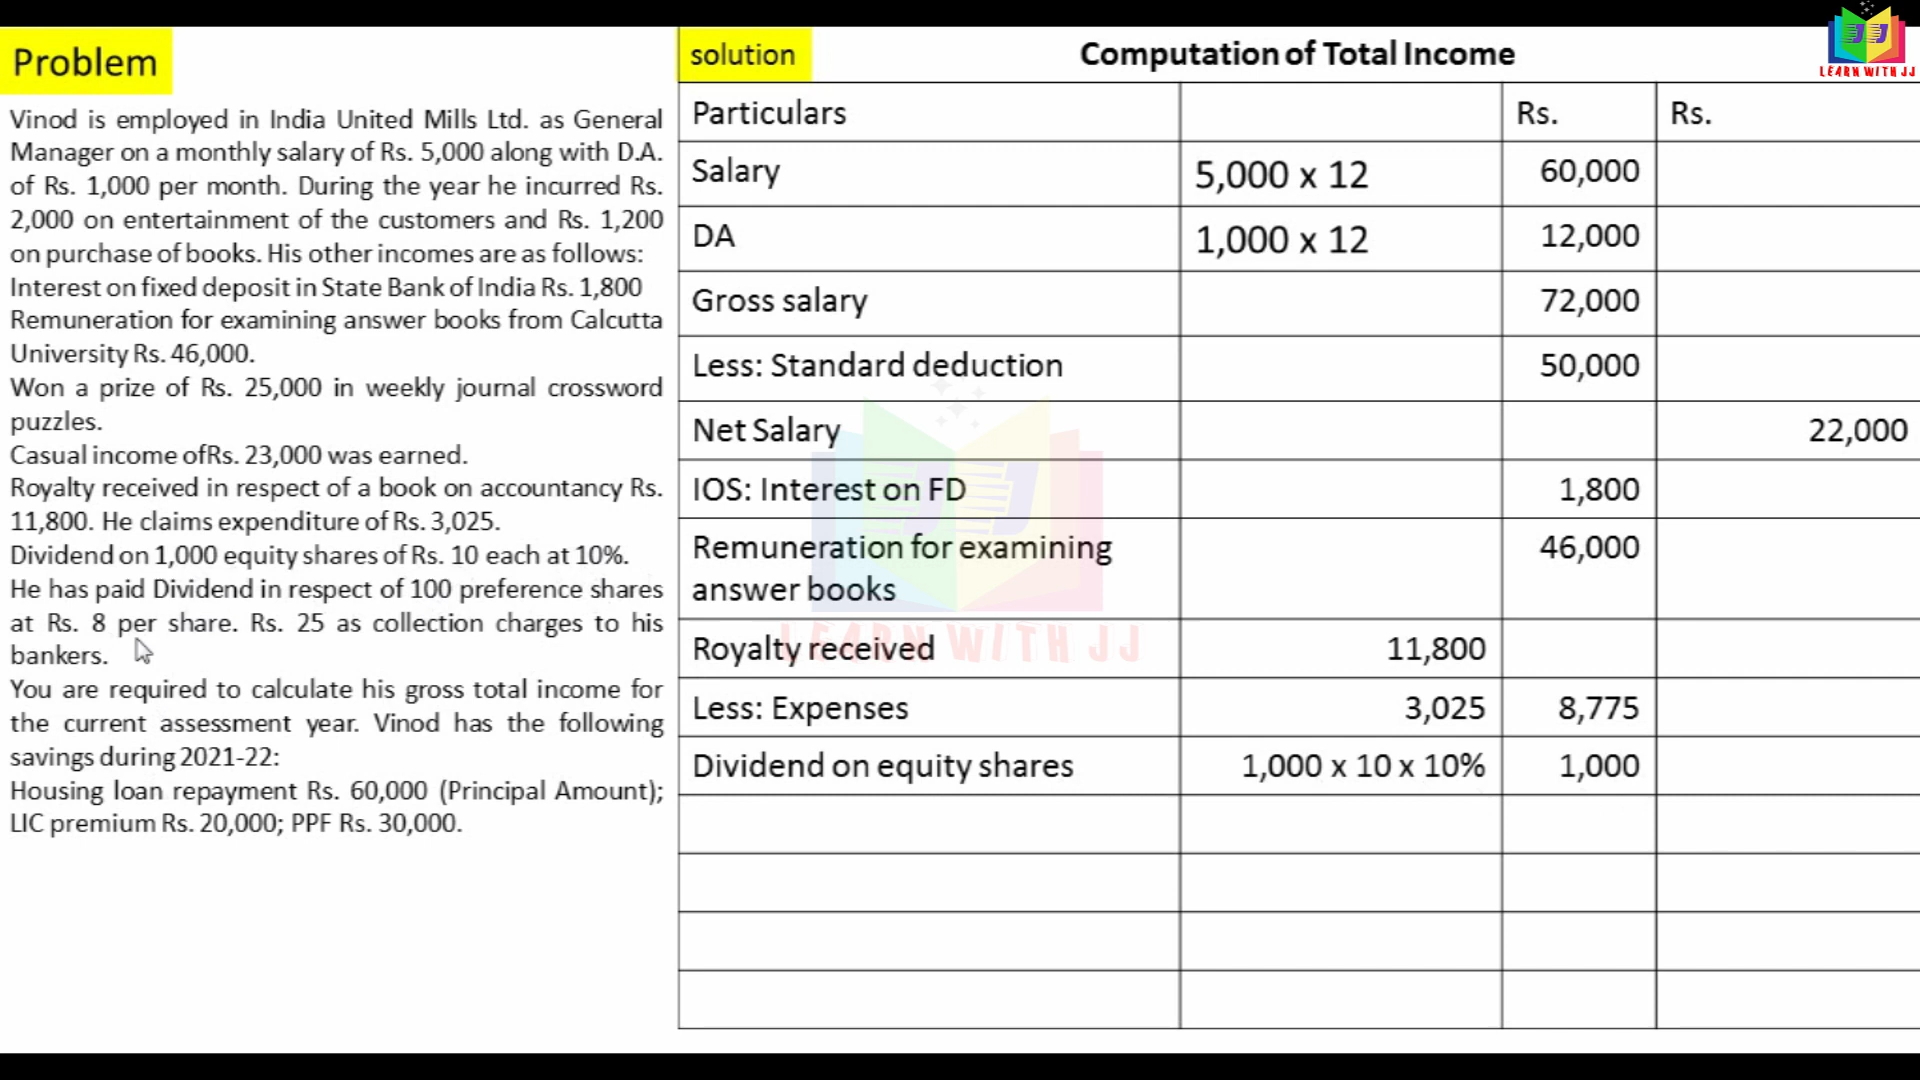 Problem
Vinod is employed in India United Mills Ltd. as General
Manager on a monthly salary of Rs. 5,000 along with D.A.
of Rs. 1,000 per month. During the year he incurred Rs.
2,000 on entertainment of the customers and Rs. 1,200
on purchase of books. His other incomes are as follows:
Interest on fixed deposit in State Bank of India Rs. 1,800
Remuneration for examining answer books from Calcutta
University Rs. 46,000.
Won a prize of Rs. 25,000 in weekly journal crossword
puzzles.
Casual income ofRs. 23,000 was earned.
Royalty received in respect of a book on accountancy Rs.
11,800. He claims expenditure of Rs. 3,025.
Dividend on 1,000 equity shares of Rs. 10 each at 10%.
He has paid Dividend in respect of 100 preference shares
at Rs. 8 per share. Rs. 25 as collection charges to his
bankers.
You are required to calculate his gross total income for
the current assessment year. Vinod has the following
savings during 2021-22:
Housing loan repayment Rs. 60,000 (Principal Amount);
LIC premium Rs. 20,000; PPF Rs. 30,000.
solution
Computation of Total Income
Particulars Rs. Rs.
Salary 5,000 x 12 60,000
DA 1,000 x 12 12,000
Gross salary 72,000
Less: Standard deduction 50,000
Net Salary 22,000
IOS: Interest on FD 1,800
Remuneration for examining 46,000
answer books
Royalty received 11,800
Less: Expenses 3,025 8,775
Dividend on equity shares 1,000 x 10 x 10% 1,000
JJ
LEARN WITH JJ
JJ
LEARN WITH JJ